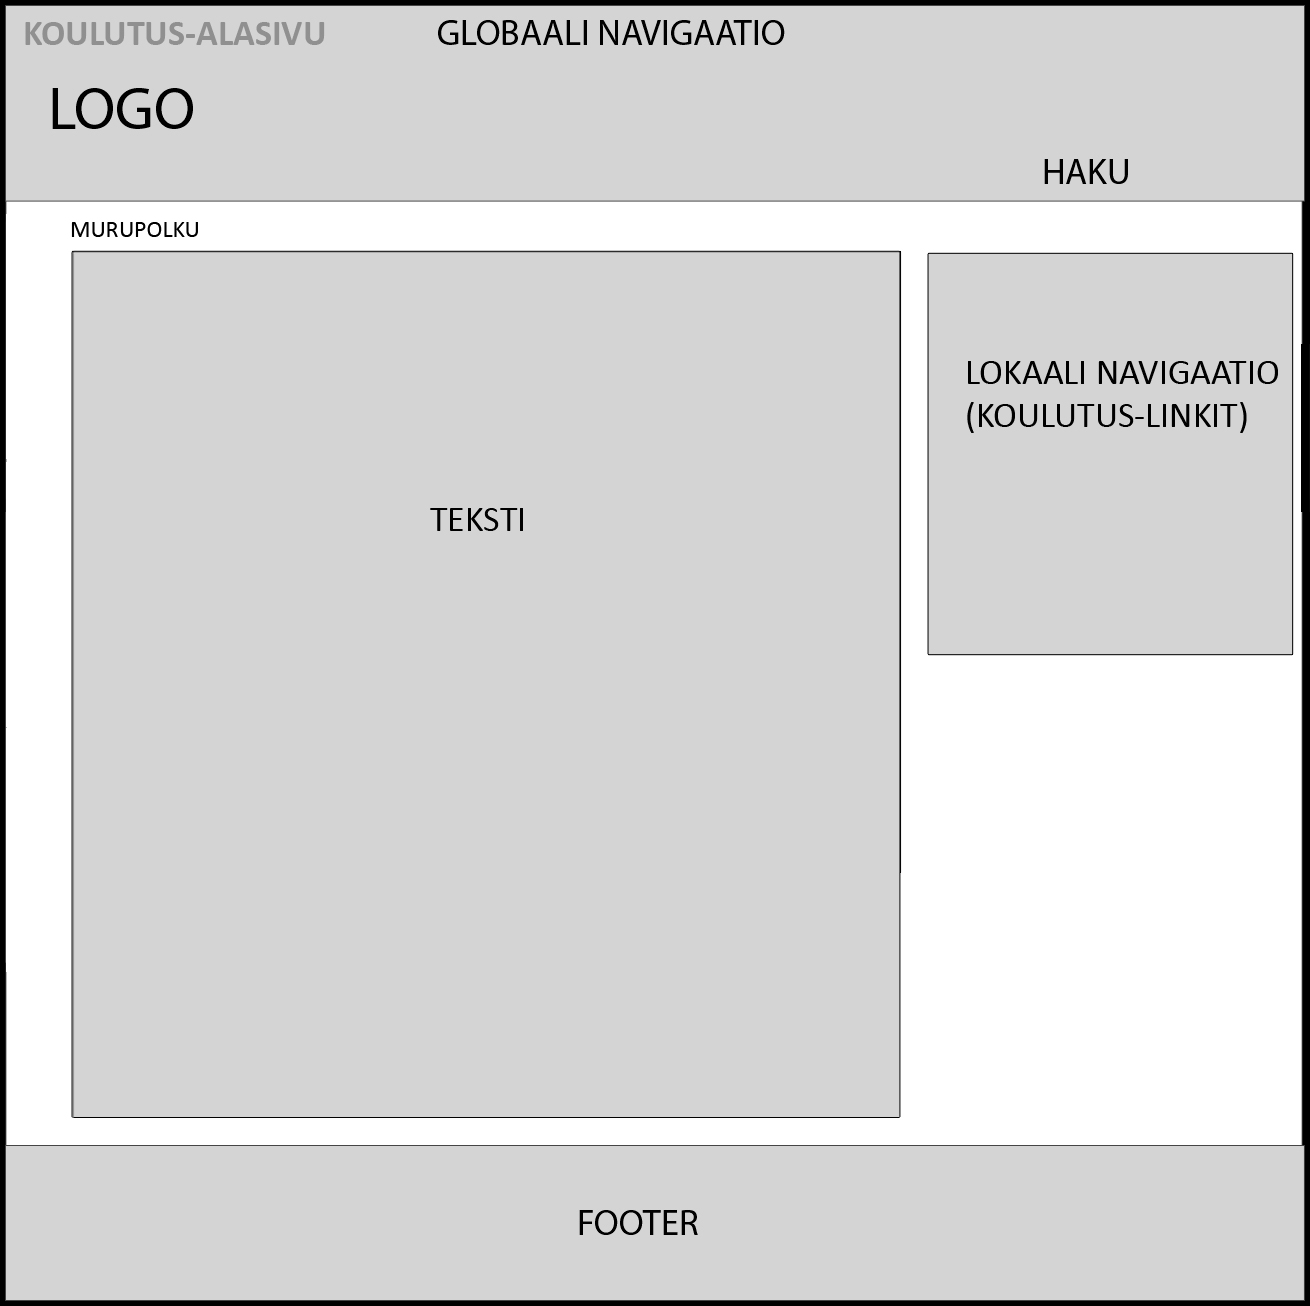 KOULUTUS-ALASIVU
GLOBAALI NAVIGAATIO
LOGO
HAKU
MURUPOLKU
TEKSTI
LOKAALI NAVIGAATIO
(KOULUTUS-LINKIT)
FOOTER